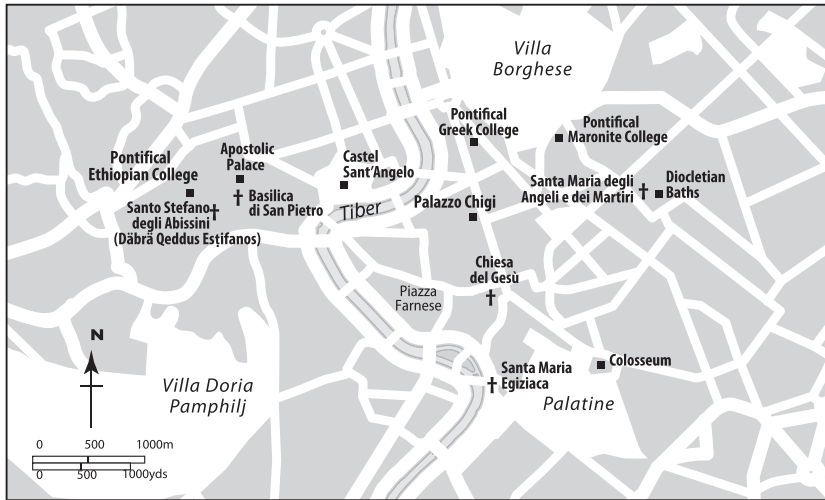 Villa
Borghese
Pontifical
Greek College
Pontifical
Maronite College
Pontifical
Ethiopian College
Apostolic
Palace
Castel
Sant'Angelo
Santa Maria degli
Angeli e dei Martiri
Diocletian
Baths
Santo Stefano
degli Abissini
(Däbrä Qeddus Esṭifanos)
Basilica
di San Pietro
Tiber
Palazzo Chigi
Chiesa
del Gesù
Piazza
Farnese
N
Santa Maria
Egiziaca
Colosseum
Villa Doria
Pamphilj
Palatine
0 500 1000m
0 500 1000yds